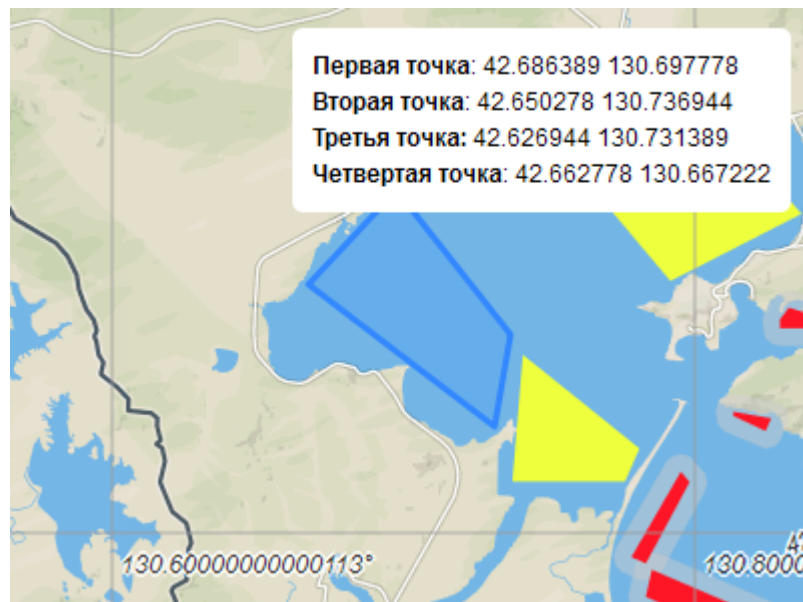 Первая точка: 42.686389 130.697778
Вторая точка: 42.650278 130.736944
Третья точка: 42.626944 130.731389
Четвертая точка: 42.662778 130.667222
130.600000000000113°
130.8000